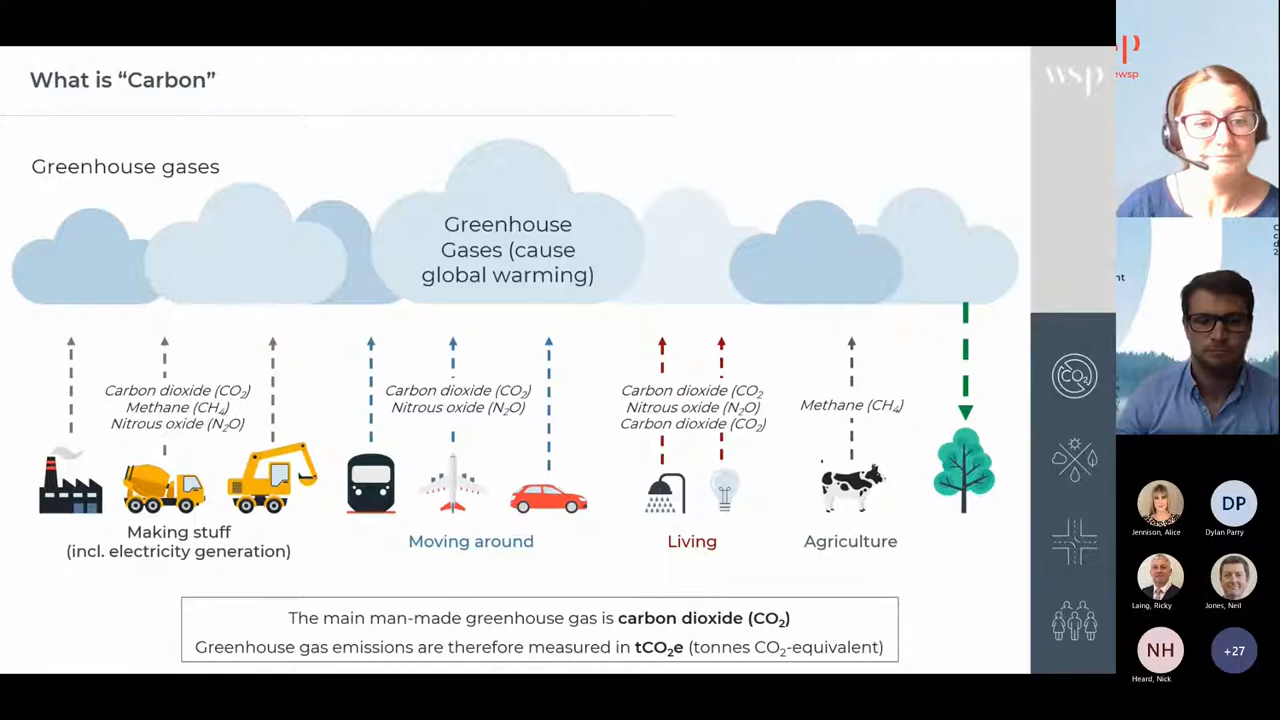 What is “Carbon”
wsp
Greenhouse gases
Greenhouse
Gases (cause
global warming)
Carbon dioxide (CO₂)
Methane (CH₄)
Nitrous oxide (N₂O)
Carbon dioxide (CO₂)
Nitrous oxide (N₂O)
Carbon dioxide (CO₂
Nitrous oxide (N₂O)
Carbon dioxide (CO₂)
Methane (CH₄)
Making stuff
(incl. electricity generation)
Moving around
Living
Agriculture
The main man-made greenhouse gas is carbon dioxide (CO₂)
Greenhouse gas emissions are therefore measured in tCO₂e (tonnes CO₂-equivalent)
CO₂
ewsp
nt
Jennison, Alice
DP
Dylan Parry
Laing, Ricky
Jones, Neil
NH
Heard, Nick
+27